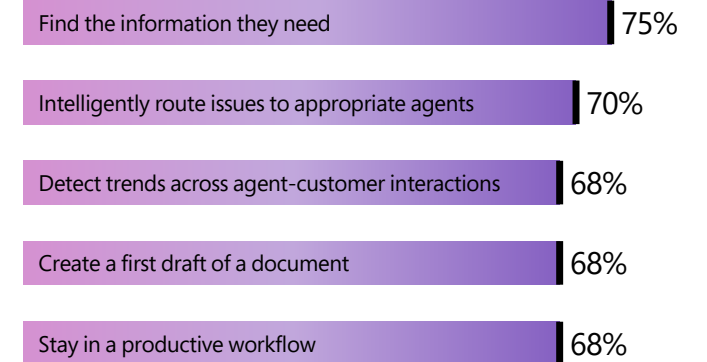 Find the information they need 75%
Intelligently route issues to appropriate agents 70%
Detect trends across agent-customer interactions 68%
Create a first draft of a document 68%
Stay in a productive workflow 68%